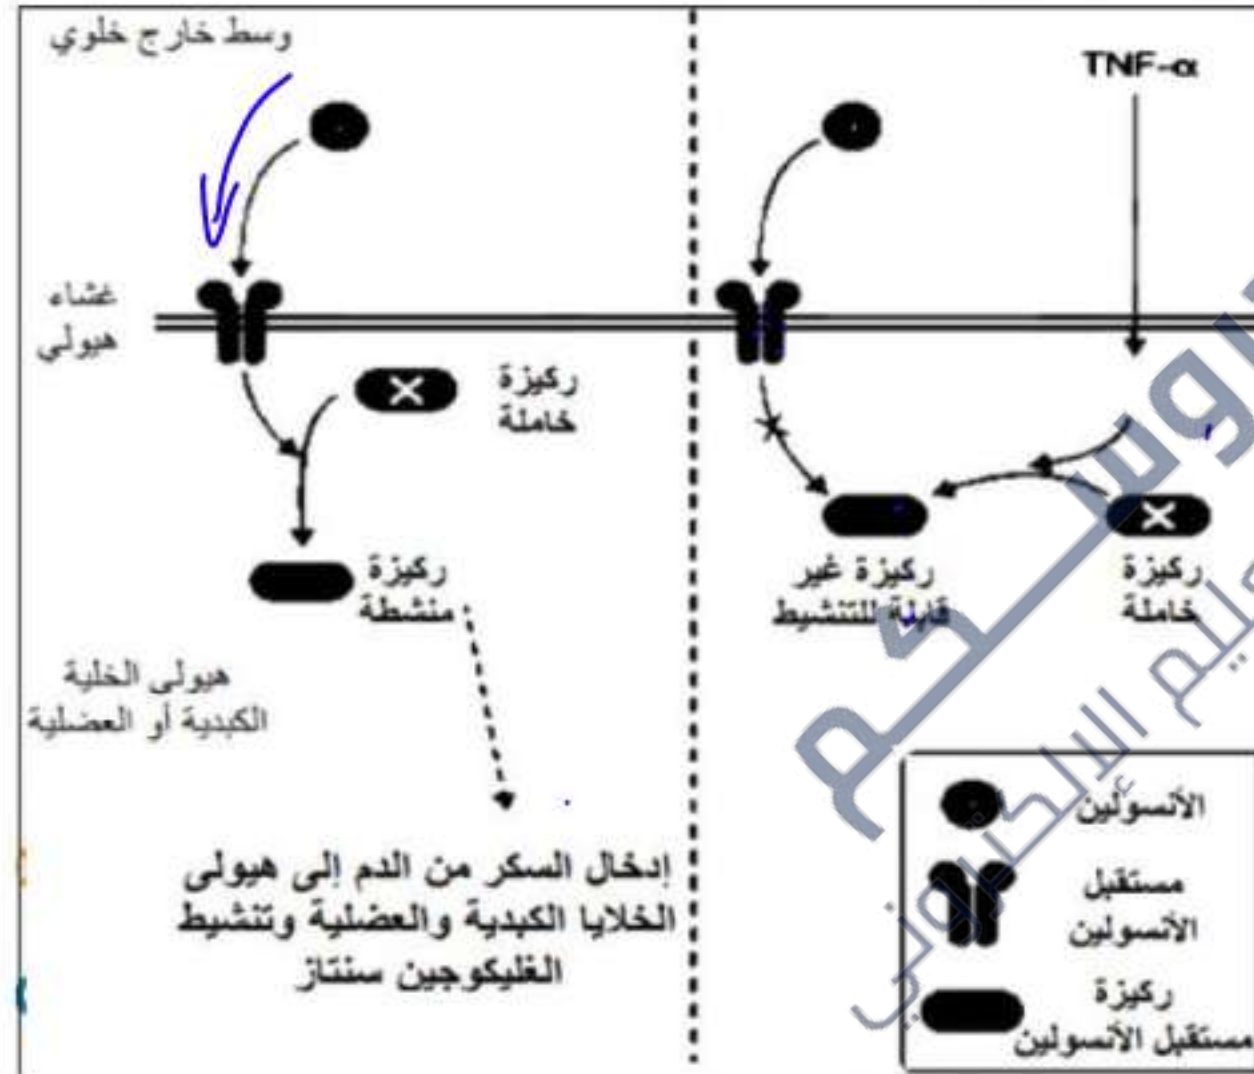 وسط خارج خلوي
TNF-α
غشاء
هيولي
ركيزة
خاملة
ركيزة
منشطة
ركيزة غير
قابلة للتنشيط
ركيزة
خاملة
هيولى الخلية
الكبدية أو العضلية
إدخال السكر من الدم إلى هيولى
الخلايا الكبدية والعضلية وتنشيط
الغليكوجين سنتاز
الأنسولين
مستقبل
الأنسولين
ركيزة
مستقبل الأنسولين